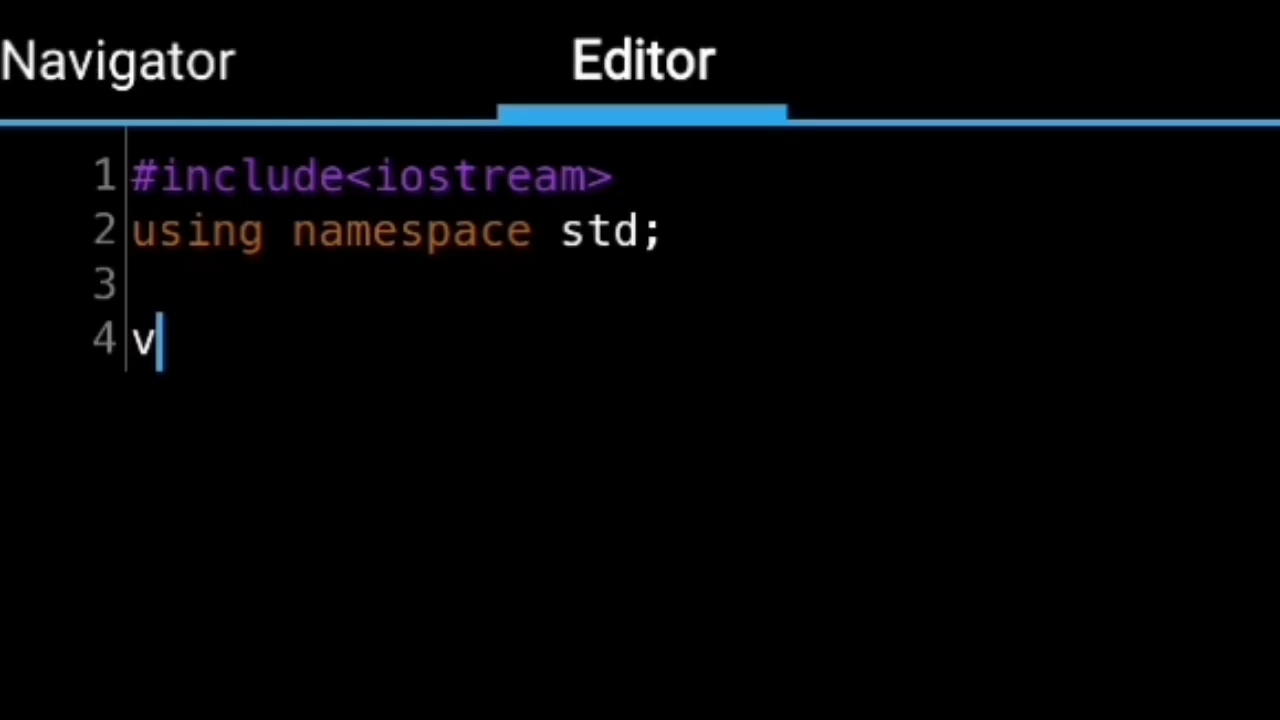 Navigator Editor
1 #include<iostream>
2 using namespace std;
3
4 v